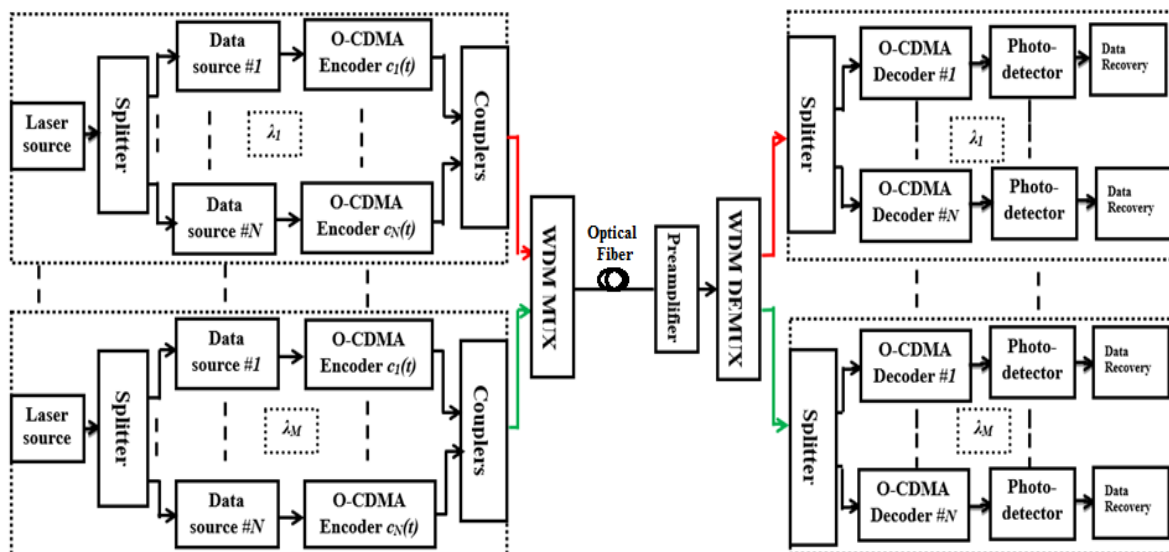 Laser
source
Splitter
Data
source #1
O-CDMA
Encoder c1(t)
λ1
Data
source #N
O-CDMA
Encoder cN(t)
Couplers
Laser
source
Splitter
Data
source #1
O-CDMA
Encoder c1(t)
λM
Data
source #N
O-CDMA
Encoder cN(t)
Couplers
WDM MUX
Optical
Fiber
Preamplifier
WDM DEMUX
Splitter
O-CDMA
Decoder #1
Photo-
detector
Data
Recovery
λ1
O-CDMA
Decoder #N
Photo-
detector
Data
Recovery
Splitter
O-CDMA
Decoder #1
Photo-
detector
Data
Recovery
λM
O-CDMA
Decoder #N
Photo-
detector
Data
Recovery